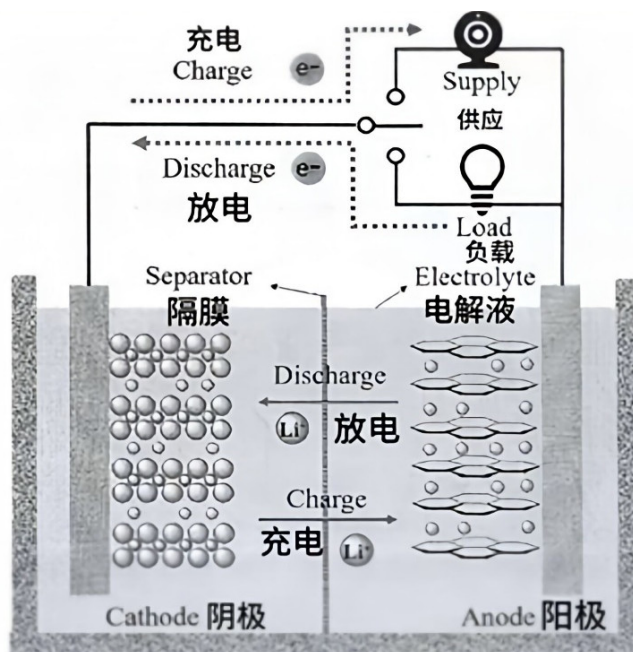 充电
Charge
e-
Supply
供应
Discharge
e-
放电
Load
负载
Separator
隔膜
Electrolyte
电解液
Discharge
Li+
放电
Charge
充电
Li+
Cathode 阴极
Anode 阳极